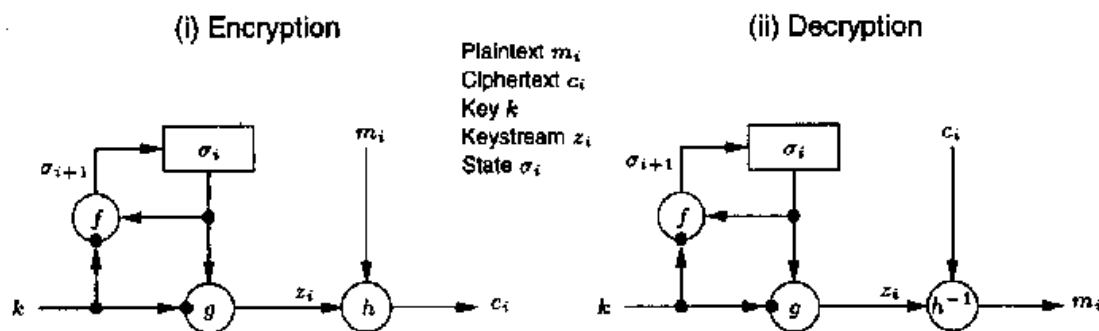 (i) Encryption
(ii) Decryption
Plaintext m_i
Ciphertext c_i
Key k
Keystream z_i
State σ_i
σ_i
m_i
σ_{i+1}
f
k
g
z_i
h
c_i
σ_i
c_i
σ_{i+1}
f
k
g
z_i
h^{-1}
m_i